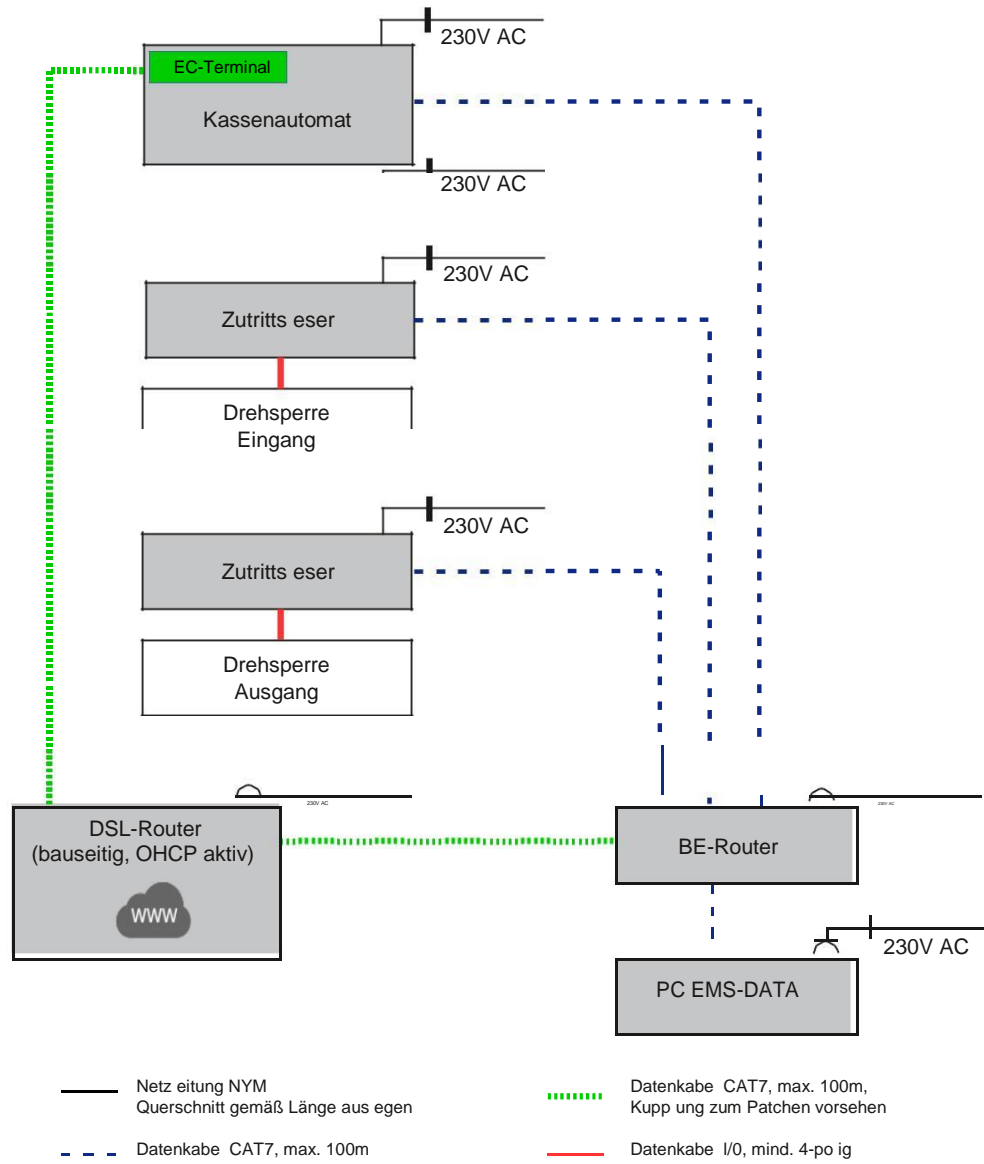 230V AC
EC-Terminal
Kassenautomat
230V AC
230V AC
Zutritts eser
Drehsperre
Eingang
230V AC
Zutritts eser
Drehsperre
Ausgang
230V AC
230V AC
DSL-Router
(bauseitig, OHCP aktiv)
WWW
BE-Router
230V AC
PC EMS-DATA
Netz eitung NYM
Querschnitt gemäß Länge aus egen
Datenkabe CAT7, max. 100m,
Kupp ung zum Patchen vorsehen
Datenkabe CAT7, max. 100m
Datenkabe I/0, mind. 4-po ig